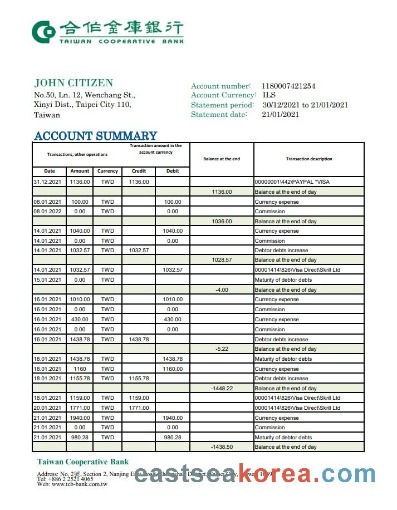 合作金庫銀行
TAIWAN COOPERATIVE BANK
JOHN CITIZEN
No.50, Ln. 12, Wenchang St.,
Xinyi Dist., Taipei City 110,
Taiwan
Account number: 1180007421254
Account Currency: ILS
Statement period: 30/12/2021 to 21/01/2021
Statement date: 21/01/2021
ACCOUNT SUMMARY
Transactions, other operations Transaction amount in the account currency Balance at the end Transaction description
Date Amount Currency Credit Debit
31.12.2021 1136.00 TWD 1136.00 00000001\442\PAYPAL *VISA
1136.00 Balance at the end of day
08.01.2021 100.00 TWD 100.00 Currency expense
08.01.2022 0.00 TWD 0.00 Commission
1036.00 Balance at the end of day
14.01.2021 1040.00 TWD 1040.00 Currency expense
14.01.2021 0.00 TWD 0.00 Commission
14.01.2021 1032.57 TWD 1032.57 Debtor debts increase
1028.57 Balance at the end of day
14.01.2021 1032.57 TWD 1032.57 00001414\826\Visa Direct\Skrill Ltd
15.01.2021 0.00 TWD 0.00 Maturity of debtor debts
-4.00 Balance at the end of day
16.01.2021 1010.00 TWD 1010.00 Currency expense
16.01.2021 0.00 TWD 0.00 Commission
16.01.2021 430.00 TWD 430.00 Currency expense
16.01.2021 0.00 TWD 0.00 Commission
16.01.2021 1438.78 TWD 1438.78 Debtor debts increase
-5.22 Balance at the end of day
18.01.2021 1438.78 TWD 1438.78 Maturity of debtor debts
18.01.2021 1160 TWD 1160.00 Currency expense
18.01.2021 1155.78 TWD 1155.78 Debtor debts increase
-1448.22 Balance at the end of day
18.01.2021 1159.00 TWD 1159.00 00001414\826\Visa Direct\Skrill Ltd
20.01.2021 1771.00 TWD 1771.00 00001414\826\Visa Direct\Skrill Ltd
21.01.2021 1940.00 TWD 1940.00 Currency expense
21.01.2021 0.00 TWD 0.00 Commission
21.01.2021 980.28 TWD 980.28 Maturity of debtor debts
-1438.50 Balance at the end of day
Taiwan Cooperative Bank
Address: No. Section 2, Nanjing
Tel: +886 2 2521 4065
Web: www.tcb-bank.com.tw
eastseakorea.com